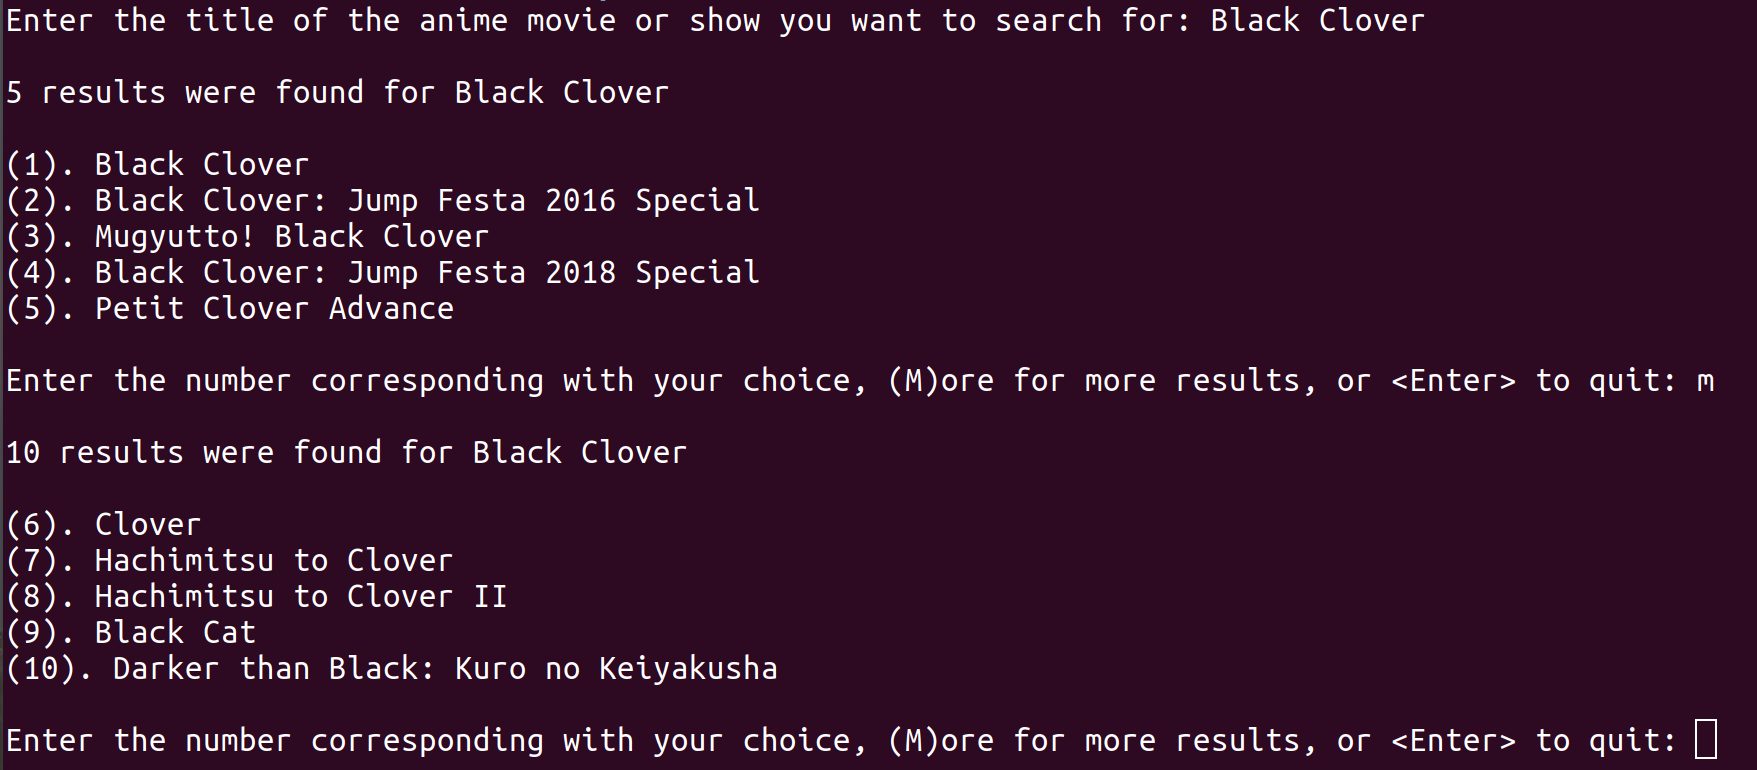 Enter the title of the anime movie or show you want to search for: Black Clover
5 results were found for Black Clover
(1). Black Clover
(2). Black Clover: Jump Festa 2016 Special
(3). Mugyutto! Black Clover
(4). Black Clover: Jump Festa 2018 Special
(5). Petit Clover Advance
Enter the number corresponding with your choice, (M)ore for more results, or <Enter> to quit: m
10 results were found for Black Clover
(6). Clover
(7). Hachimitsu to Clover
(8). Hachimitsu to Clover II
(9). Black Cat
(10). Darker than Black: Kuro no Keiyakusha
Enter the number corresponding with your choice, (M)ore for more results, or <Enter> to quit: